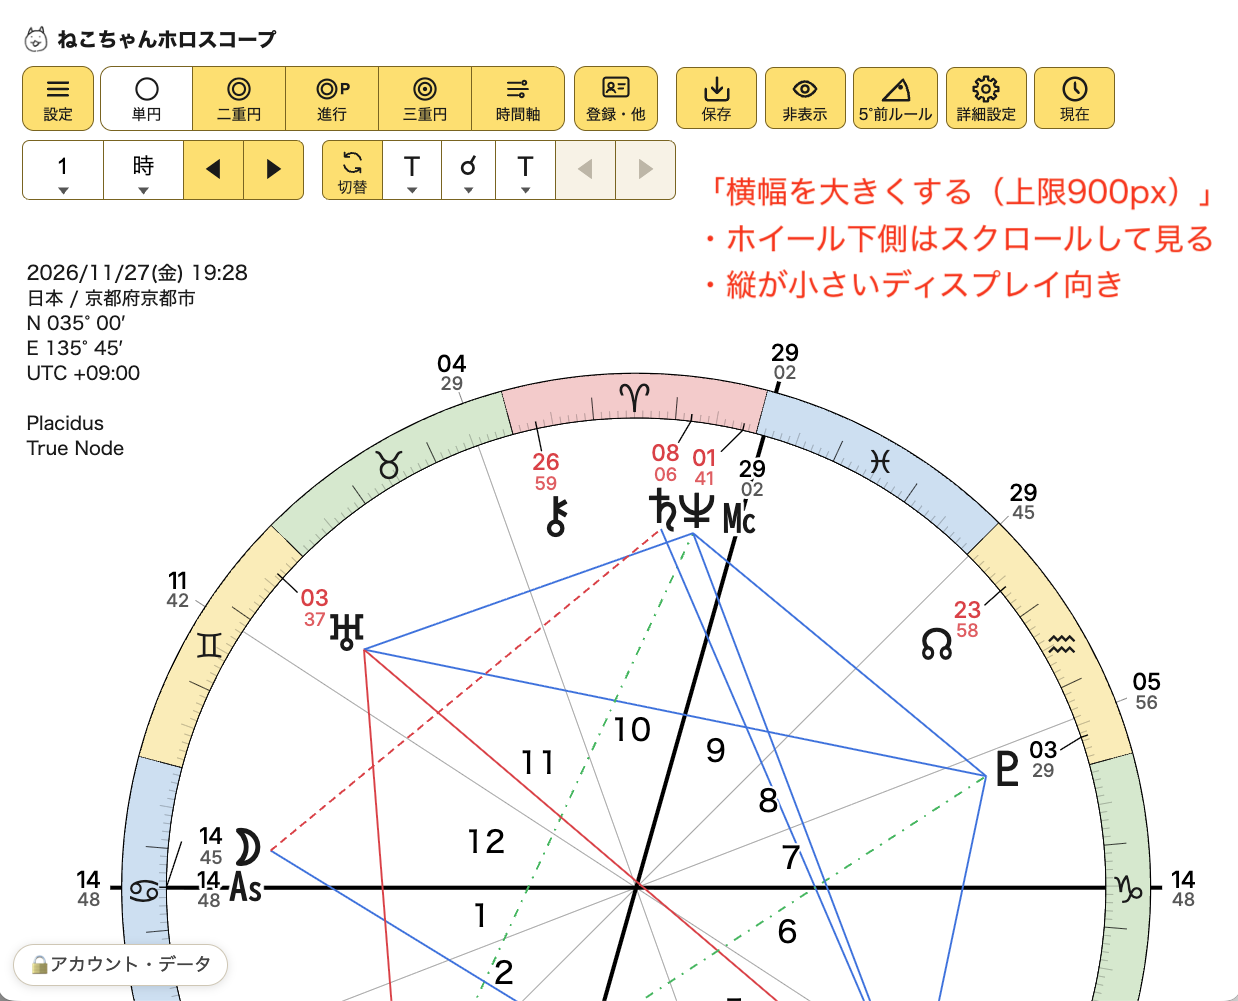 ねこちゃんホロスコープ
設定 単円 二重円 進行 三重円 時間軸 登録・他 保存 非表示 5°前ルール 詳細設定 現在
P
1 時 切替 T T
「横幅を大きくする（上限900px）」
・ホイール下側はスクロールして見る
・縦が小さいディスプレイ向き
2026/11/27(金) 19:28
日本 / 京都府京都市
N 035° 00′
E 135° 45′
UTC +09:00
Placidus
True Node
04
29
29
02
26
59
08
06
01
41
29
02
Mc
29
45
11
42
03
37
23
58
05
56
03
29
10
9
11
8
12
7
14
45
14
48
14
48
As
14
48
1
6
2
アカウント・データ